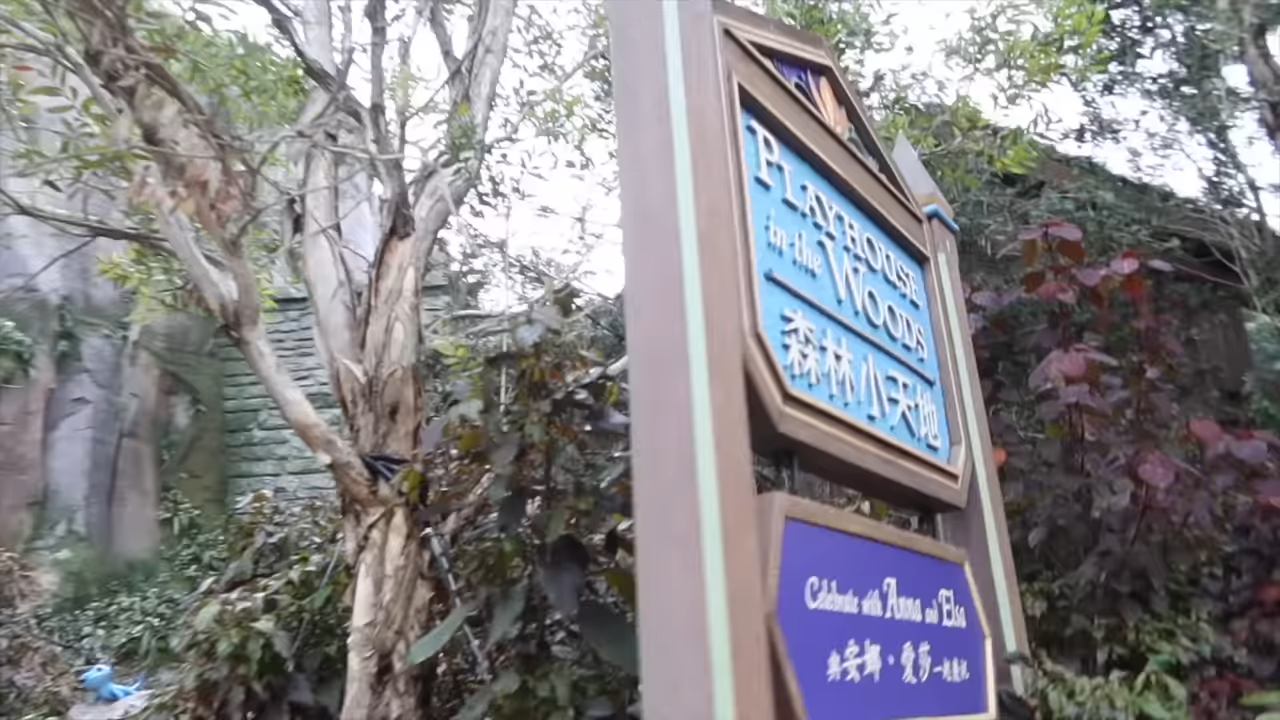 PLAYHOUSE
in the WOODS
森林小天地
Celebrate with Anna and Elsa
與安娜·愛莎一起慶祝